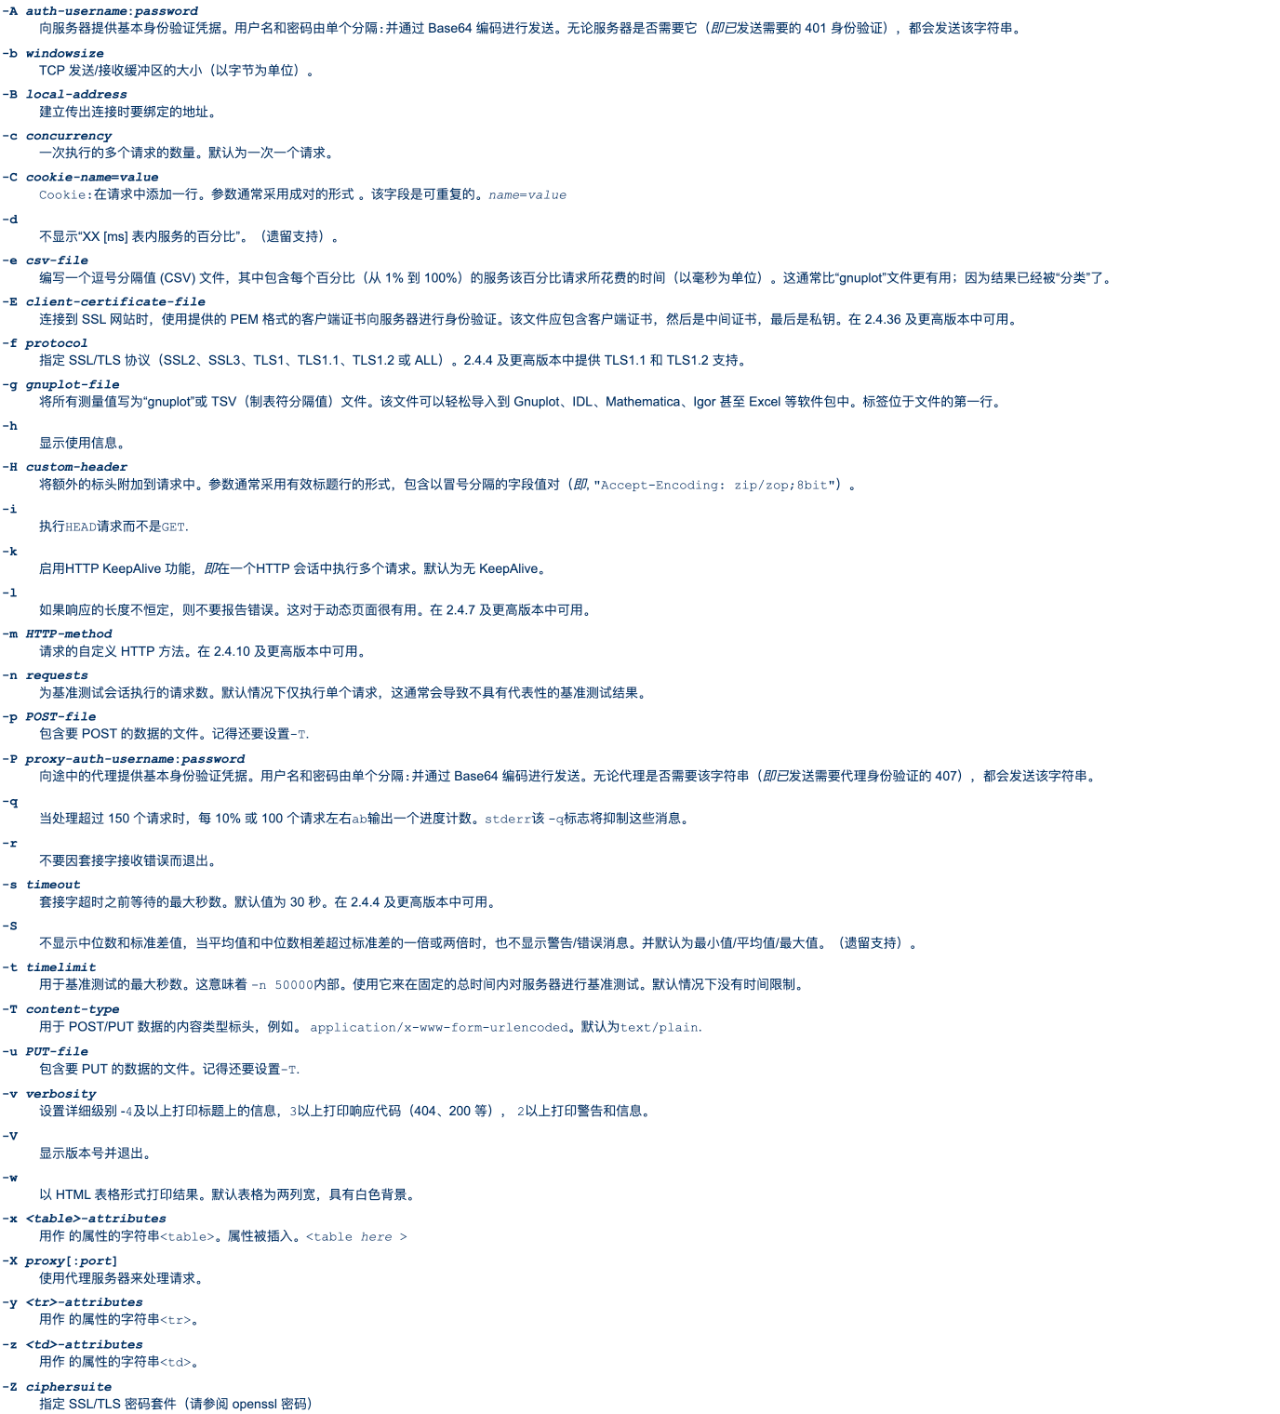 -A auth-username:password
向服务器提供基本身份验证凭据。用户名和密码由单个分隔:并通过 Base64 编码进行发送。无论服务器是否需要它（即已发送需要的 401 身份验证），都会发送该字符串。
-b windowsize
TCP 发送/接收缓冲区的大小（以字节为单位）。
-B local-address
建立传出连接时要绑定的地址。
-c concurrency
一次执行的多个请求的数量。默认为一次一个请求。
-C cookie-name=value
Cookie:在请求中添加一行。参数通常采用成对的形式 。该字段是可重复的。name=value
-d
不显示“XX [ms] 表内服务的百分比”。（遗留支持）。
-e csv-file
编写一个逗号分隔值 (CSV) 文件，其中包含每个百分比（从 1% 到 100%）的服务该百分比请求所花费的时间（以毫秒为单位）。这通常比“gnuplot”文件更有用；因为结果已经被“分类”了。
-E client-certificate-file
连接到 SSL 网站时，使用提供的 PEM 格式的客户端证书向服务器进行身份验证。该文件应包含客户端证书，然后是中间证书，最后是私钥。在 2.4.36 及更高版本中可用。
-f protocol
指定 SSL/TLS 协议（SSL2、SSL3、TLS1、TLS1.1、TLS1.2 或 ALL）。2.4.4 及更高版本中提供 TLS1.1 和 TLS1.2 支持。
-g gnuplot-file
将所有测量值写为“gnuplot”或 TSV（制表符分隔值）文件。该文件可以轻松导入到 Gnuplot、IDL、Mathematica、Igor 甚至 Excel 等软件包中。标签位于文件的第一行。
-h
显示使用信息。
-H custom-header
将额外的标头附加到请求中。参数通常采用有效标题行的形式，包含以冒号分隔的字段值对（即, "Accept-Encoding: zip/zop;8bit"）。
-i
执行HEAD请求而不是GET.
-k
启用HTTP KeepAlive 功能，即在一个HTTP 会话中执行多个请求。默认为无 KeepAlive。
-l
如果响应的长度不恒定，则不要报告错误。这对于动态页面很有用。在 2.4.7 及更高版本中可用。
-m HTTP-method
请求的自定义 HTTP 方法。在 2.4.10 及更高版本中可用。
-n requests
为基准测试会话执行的请求数。默认情况下仅执行单个请求，这通常会导致不具有代表性的基准测试结果。
-p POST-file
包含要 POST 的数据的文件。记得还要设置-T.
-P proxy-auth-username:password
向途中的代理提供基本身份验证凭据。用户名和密码由单个分隔:并通过 Base64 编码进行发送。无论代理是否需要该字符串（即已发送需要代理身份验证的 407），都会发送该字符串。
-q
当处理超过 150 个请求时，每 10% 或 100 个请求左右ab输出一个进度计数。stderr该 -q标志将抑制这些消息。
-r
不要因套接字接收错误而退出。
-s timeout
套接字超时之前等待的最大秒数。默认值为 30 秒。在 2.4.4 及更高版本中可用。
-S
不显示中位数和标准差值，当平均值和中位数相差超过标准差的一倍或两倍时，也不显示警告/错误消息。并默认为最小值/平均值/最大值。（遗留支持）。
-t timelimit
用于基准测试的最大秒数。这意味着 -n 50000内部。使用它来在固定的总时间内对服务器进行基准测试。默认情况下没有时间限制。
-T content-type
用于 POST/PUT 数据的内容类型标头，例如。 application/x-www-form-urlencoded。默认为text/plain.
-u PUT-file
包含要 PUT 的数据的文件。记得还要设置-T.
-v verbosity
设置详细级别 -4及以上打印标题上的信息，3以上打印响应代码（404、200 等）， 2以上打印警告和信息。
-V
显示版本号并退出。
-w
以 HTML 表格形式打印结果。默认表格为两列宽，具有白色背景。
-x <table>-attributes
用作 的属性的字符串<table>。属性被插入。<table here >
-X proxy[:port]
使用代理服务器来处理请求。
-y <tr>-attributes
用作 的属性的字符串<tr>。
-z <td>-attributes
用作 的属性的字符串<td>。
-Z ciphersuite
指定 SSL/TLS 密码套件（请参阅 openssl 密码）